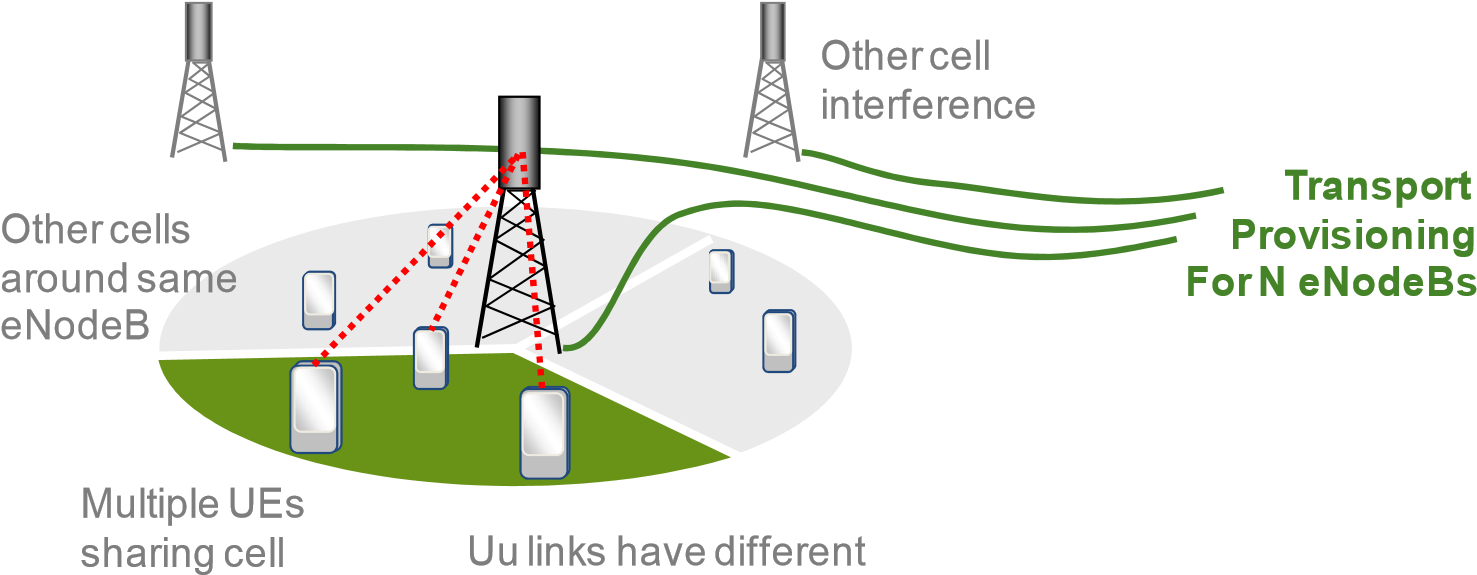 Other cell
interference
Transport
Provisioning
For N eNodeBs
Other cells
around same
eNodeB
Multiple UEs
sharing cell
Uu links have different